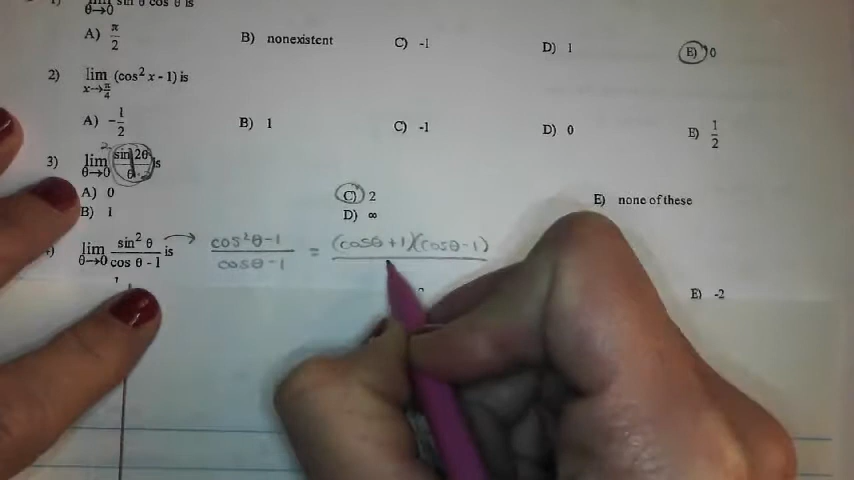 1) lim θ→0 sin θ cos θ is
A) π/2 B) nonexistent C) -1 D) 1 E) 0
2) lim x→π/4 (cos² x - 1) is
A) -1/2 B) 1 C) -1 D) 0 E) 1/2
3) lim θ→0 sin 2θ/θ is
A) 0 C) 2 E) none of these
B) 1 D) ∞
) lim θ→0 sin² θ/cos θ - 1 is → cos²θ-1/cosθ-1 = (cosθ+1)(cosθ-1)
E) -2